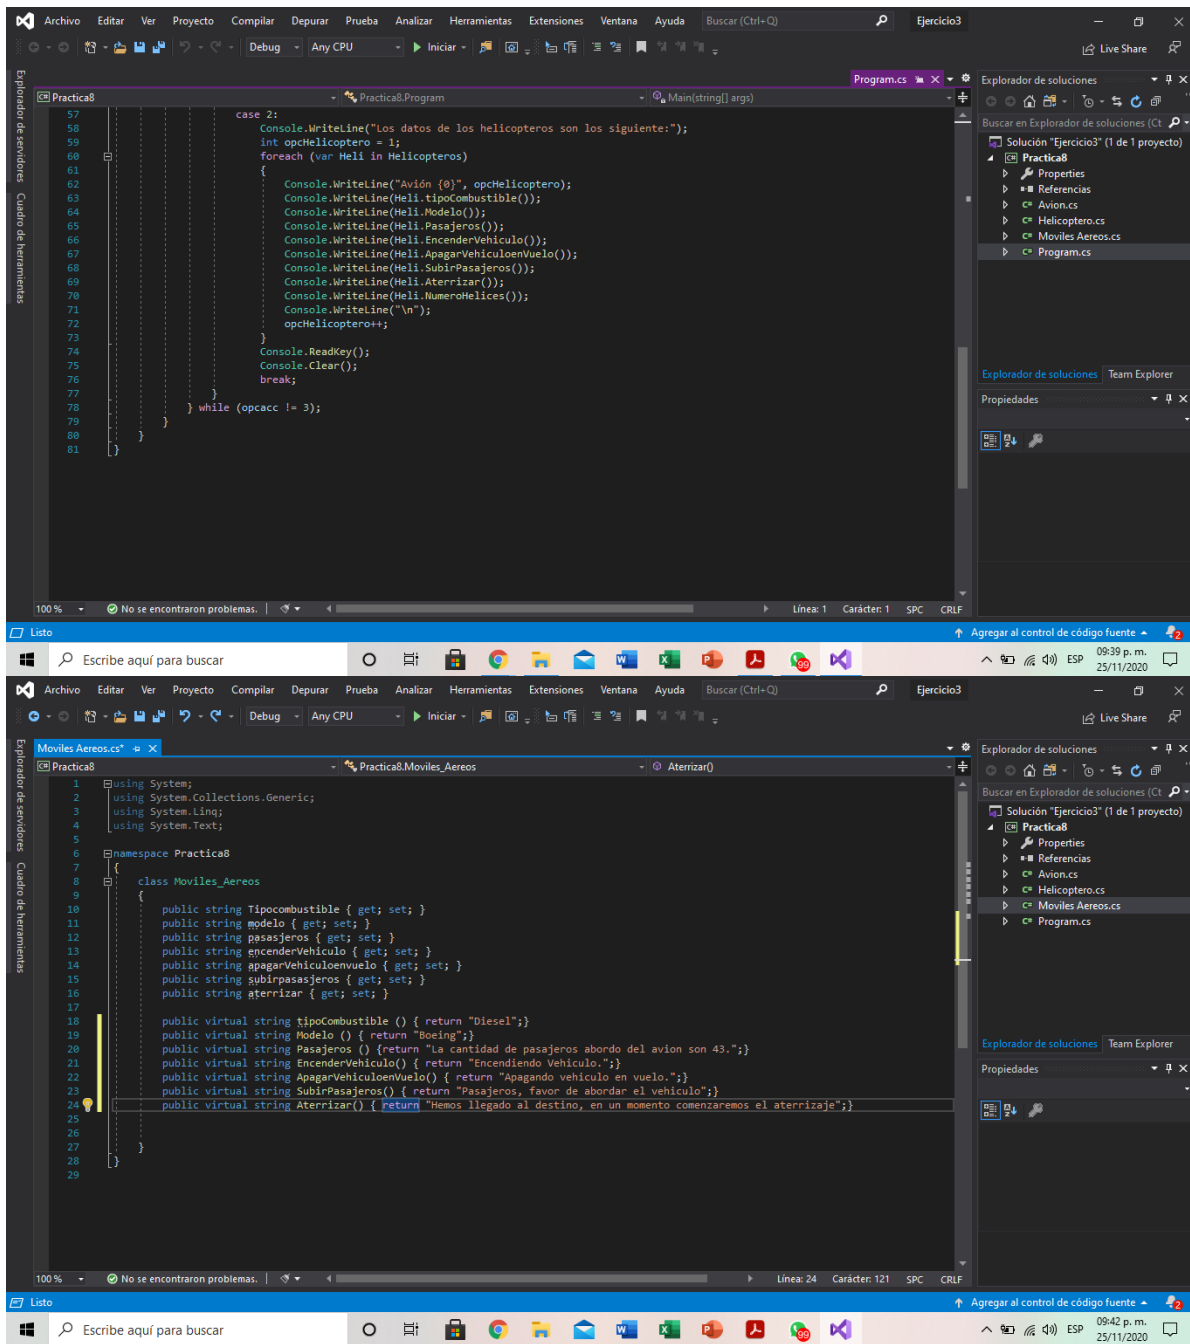 Archivo Editar Ver Proyecto Compilar Depurar Prueba Analizar Herramientas Extensiones Ventana Ayuda Buscar (Ctrl+Q) Ejercicio3
Debug Any CPU Iniciar Live Share
Explorador de servidores Cuadro de herramientas
Program.cs
Practica8 Practica8.Program Main(string[] args)
57 case 2:
58 Console.WriteLine("Los datos de los helicopteros son los siguiente:");
59 int opcHelicoptero = 1;
60 foreach (var Heli in Helicopteros)
61 {
62 Console.WriteLine("Avión {0}", opcHelicoptero);
63 Console.WriteLine(Heli.tipoCombustible());
64 Console.WriteLine(Heli.Modelo());
65 Console.WriteLine(Heli.Pasajeros());
66 Console.WriteLine(Heli.EncenderVehiculo());
67 Console.WriteLine(Heli.ApagarVehiculoenVuelo());
68 Console.WriteLine(Heli.SubirPasajeros());
69 Console.WriteLine(Heli.Aterrizar());
70 Console.WriteLine(Heli.NumeroHelices());
71 Console.WriteLine("\n");
72 opcHelicoptero++;
73 }
74 Console.ReadKey();
75 Console.Clear();
76 break;
77 }
78 } while (opcacc != 3);
79 }
80 }
81 }
Explorador de soluciones
Buscar en Explorador de soluciones (Ct
Solución "Ejercicio3" (1 de 1 proyecto)
C# Practica8
Properties
Referencias
C# Avion.cs
C# Helicoptero.cs
C# Moviles Aereos.cs
C# Program.cs
Explorador de soluciones Team Explorer
Propiedades
100 % No se encontraron problemas. Línea: 1 Carácter: 1 SPC CRLF
Listo Agregar al control de código fuente 2
Escribe aquí para buscar 99 ESP 09:39 p. m.
25/11/2020
Archivo Editar Ver Proyecto Compilar Depurar Prueba Analizar Herramientas Extensiones Ventana Ayuda Buscar (Ctrl+Q) Ejercicio3
Debug Any CPU Iniciar Live Share
Explorador de servidores Cuadro de herramientas
Moviles Aereos.cs*
Practica8 Practica8.Moviles_Aereos Aterrizar()
1 using System;
2 using System.Collections.Generic;
3 using System.Linq;
4 using System.Text;
5
6 namespace Practica8
7 {
8 class Moviles_Aereos
9 {
10 public string Tipocombustible { get; set; }
11 public string modelo { get; set; }
12 public string pasasjeros { get; set; }
13 public string encenderVehiculo { get; set; }
14 public string apagarVehiculoenvuelo { get; set; }
15 public string subirpasasjeros { get; set; }
16 public string aterrizar { get; set; }
17
18 public virtual string tipoCombustible () { return "Diesel";}
19 public virtual string Modelo () { return "Boeing";}
20 public virtual string Pasajeros () {return "La cantidad de pasajeros abordo del avion son 43.";}
21 public virtual string EncenderVehiculo() { return "Encendiendo Vehiculo.";}
22 public virtual string ApagarVehiculoenVuelo() { return "Apagando vehiculo en vuelo.";}
23 public virtual string SubirPasajeros() { return "Pasajeros, favor de abordar el vehiculo";}
24 public virtual string Aterrizar() { return "Hemos llegado al destino, en un momento comenzaremos el aterrizaje";}
25
26
27 }
28 }
29
Explorador de soluciones
Buscar en Explorador de soluciones (Ct
Solución "Ejercicio3" (1 de 1 proyecto)
C# Practica8
Properties
Referencias
C# Avion.cs
C# Helicoptero.cs
C# Moviles Aereos.cs
C# Program.cs
Explorador de soluciones Team Explorer
Propiedades
100 % No se encontraron problemas. Línea: 24 Carácter: 121 SPC CRLF
Listo Agregar al control de código fuente 2
Escribe aquí para buscar 99 ESP 09:42 p. m.
25/11/2020